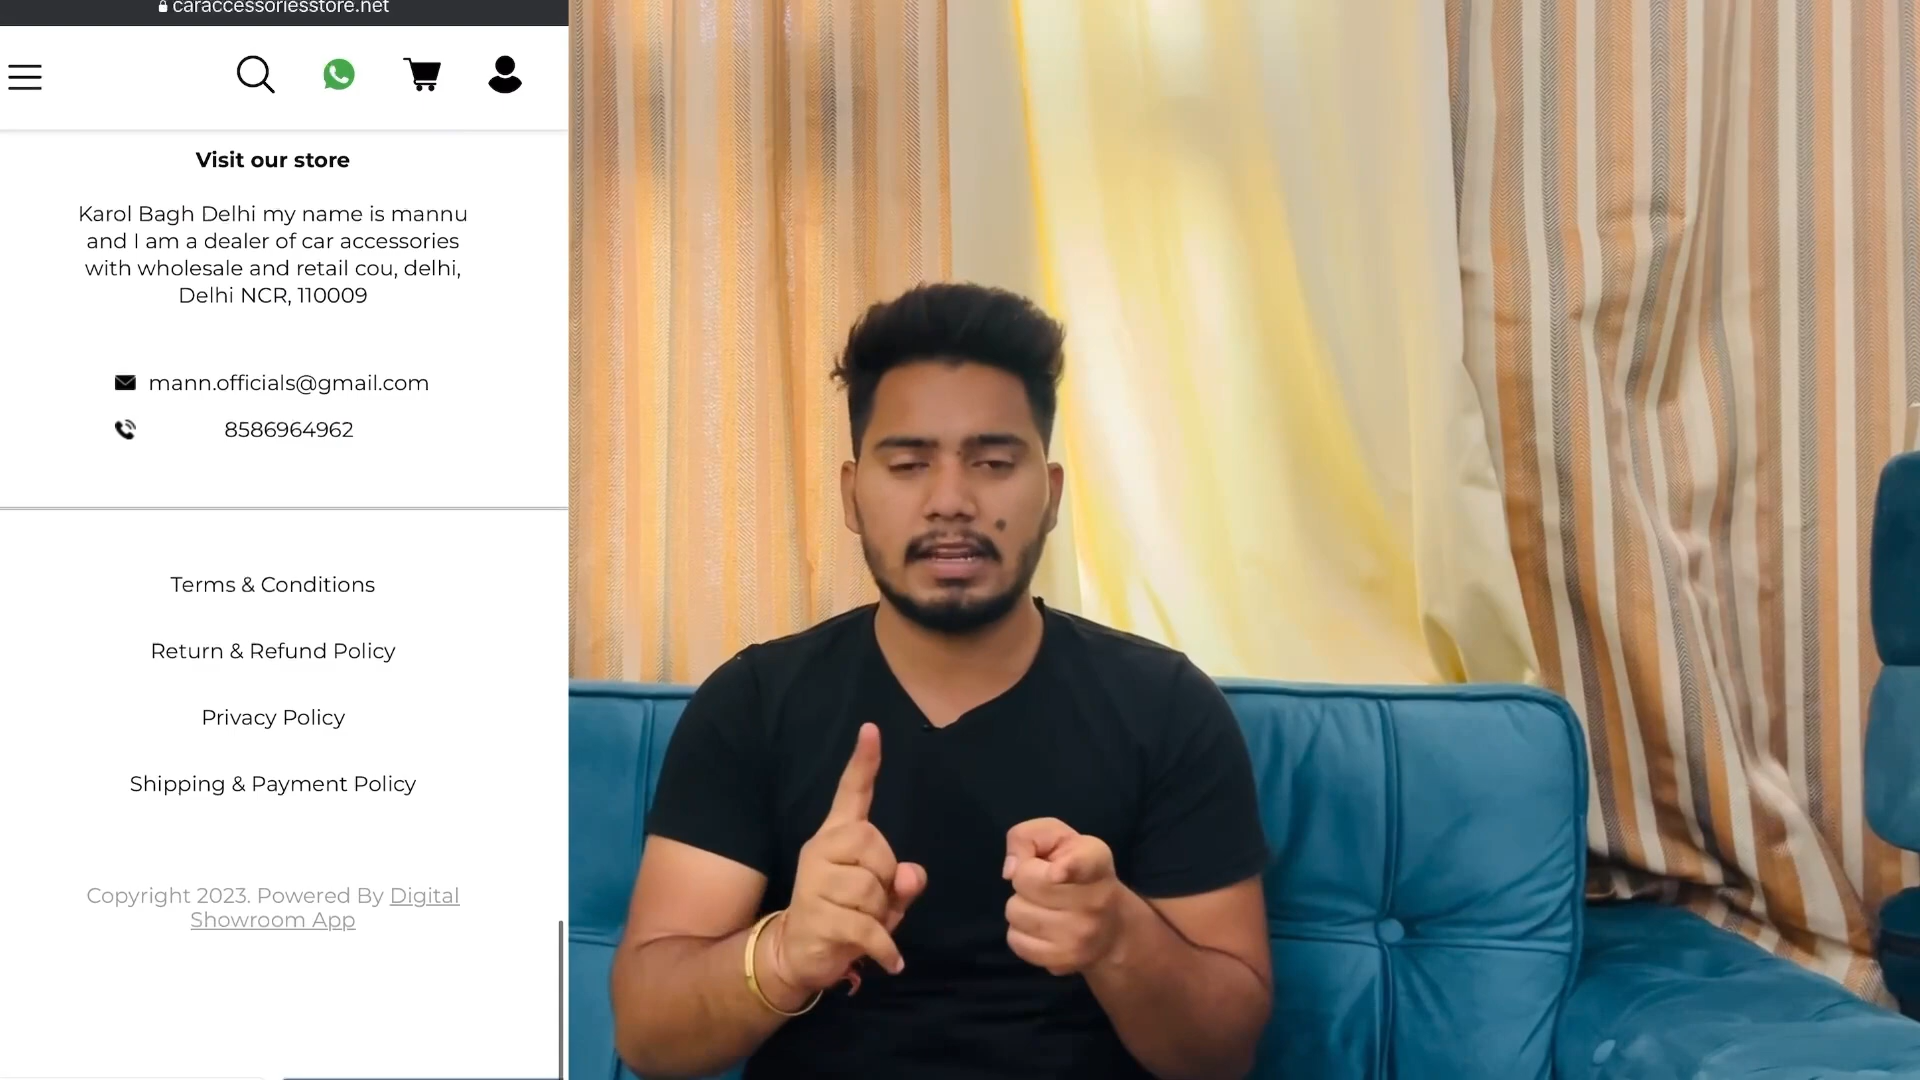 caraccessoriesstore.net
Visit our store
Karol Bagh Delhi my name is mannu
and I am a dealer of car accessories
with wholesale and retail cou, delhi,
Delhi NCR, 110009
mann.officials@gmail.com
8586964962
Terms & Conditions
Return & Refund Policy
Privacy Policy
Shipping & Payment Policy
Copyright 2023. Powered By Digital
Showroom App